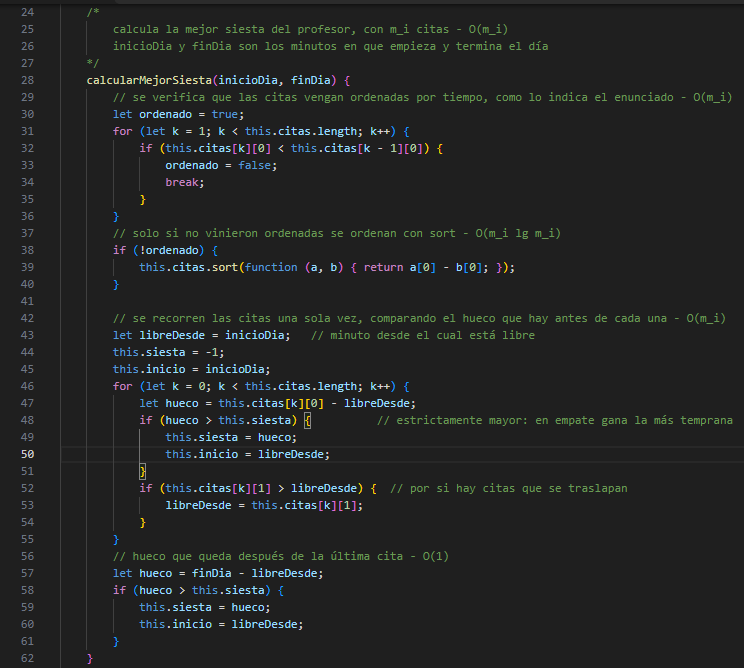 24 /*
25 calcula la mejor siesta del profesor, con m_i citas - O(m_i)
26 inicioDia y finDia son los minutos en que empieza y termina el día
27 */
28 calcularMejorSiesta(inicioDia, finDia) {
29 // se verifica que las citas vengan ordenadas por tiempo, como lo indica el enunciado - O(m_i)
30 let ordenado = true;
31 for (let k = 1; k < this.citas.length; k++) {
32 if (this.citas[k][0] < this.citas[k - 1][0]) {
33 ordenado = false;
34 break;
35 }
36 }
37 // solo si no vinieron ordenadas se ordenan con sort - O(m_i lg m_i)
38 if (!ordenado) {
39 this.citas.sort(function (a, b) { return a[0] - b[0]; });
40 }
41
42 // se recorren las citas una sola vez, comparando el hueco que hay antes de cada una - O(m_i)
43 let libreDesde = inicioDia; // minuto desde el cual está libre
44 this.siesta = -1;
45 this.inicio = inicioDia;
46 for (let k = 0; k < this.citas.length; k++) {
47 let hueco = this.citas[k][0] - libreDesde;
48 if (hueco > this.siesta) { // estrictamente mayor: en empate gana la más temprana
49 this.siesta = hueco;
50 this.inicio = libreDesde;
51 }
52 if (this.citas[k][1] > libreDesde) { // por si hay citas que se traslapan
53 libreDesde = this.citas[k][1];
54 }
55 }
56 // hueco que queda después de la última cita - O(1)
57 let hueco = finDia - libreDesde;
58 if (hueco > this.siesta) {
59 this.siesta = hueco;
60 this.inicio = libreDesde;
61 }
62 }